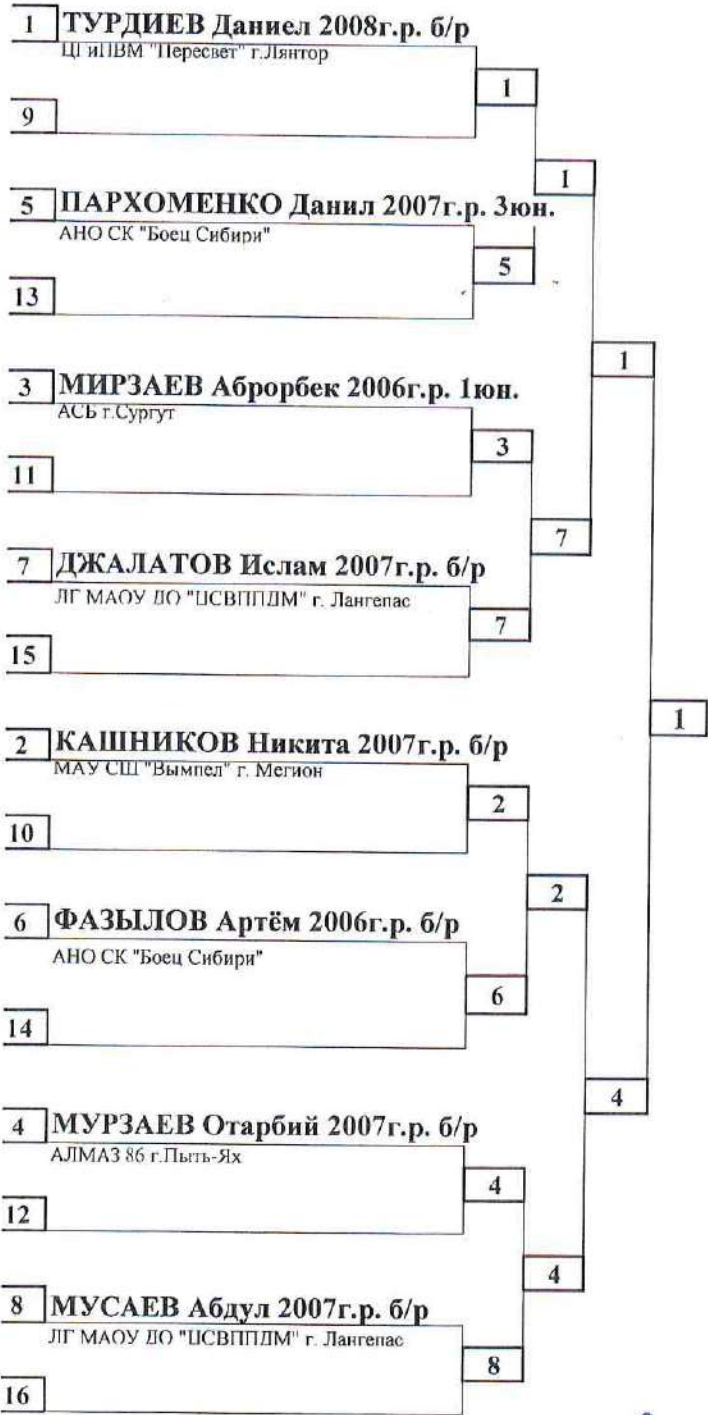 1 ТУРДИЕВ Даниел 2008г.р. б/р
ЦГиПВМ "Пересвет" г.Лянтор
1
9
1
5 ПАРХОМЕНКО Данил 2007г.р. 3юн.
АНО СК "Боец Сибири"
5
13
1
3 МИРЗАЕВ Аброрбек 2006г.р. 1юн.
АСБ г.Сургут
3
11
7
7 ДЖАЛАТОВ Ислам 2007г.р. б/р
ЛГ МАОУ ДО "ЦСВППДМ" г. Лангепас
7
15
1
2 КАШНИКОВ Никита 2007г.р. б/р
МАУ СШ "Вымпел" г. Мегион
2
10
2
6 ФАЗЫЛОВ Артём 2006г.р. б/р
АНО СК "Боец Сибири"
6
14
4
4 МУРЗАЕВ Отарбий 2007г.р. б/р
АЛМАЗ 86 г.Пыть-Ях
4
12
4
8 МУСАЕВ Абдул 2007г.р. б/р
ЛГ МАОУ ДО "ЦСВППДМ" г. Лангепас
8
16